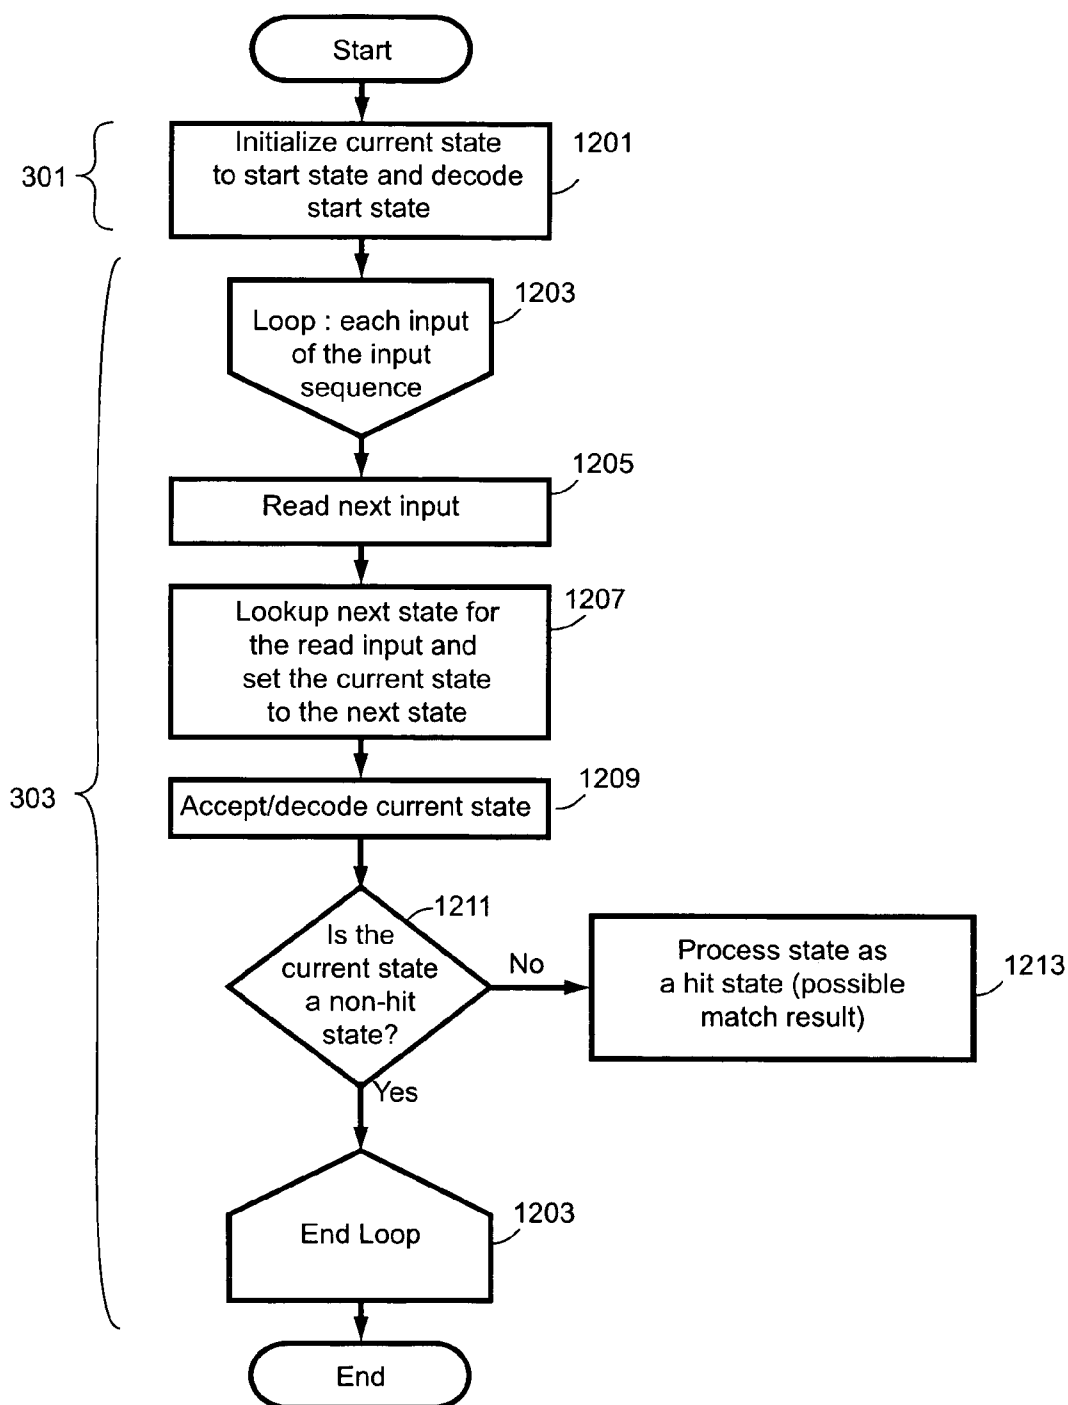 Start
Initialize current state
to start state and decode
start state
1201
301
Loop : each input
of the input
sequence
1203
Read next input
1205
Lookup next state for
the read input and
set the current state
to the next state
1207
303
Accept/decode current state
1209
Is the
current state
a non-hit
state?
1211
No
Process state as
a hit state (possible
match result)
1213
Yes
End Loop
1203
End